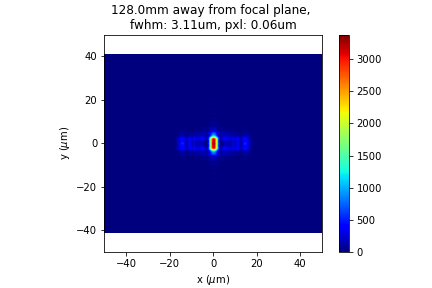 128.0mm away from focal plane,
fwhm: 3.11um, pxl: 0.06um
40
20
0
−20
−40
y (μm)
−40 −20 0 20 40
x (μm)
3000
2500
2000
1500
1000
500
0